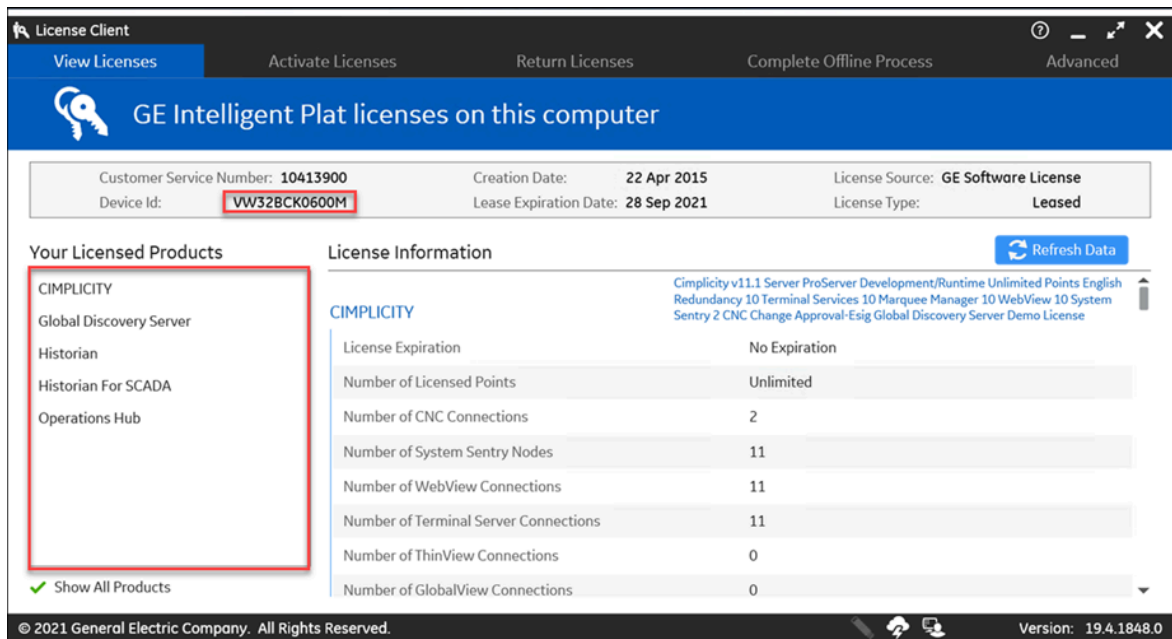 License Client
View Licenses Activate Licenses Return Licenses Complete Offline Process Advanced
GE Intelligent Plat licenses on this computer
Customer Service Number: 10413900 Creation Date: 22 Apr 2015 License Source: GE Software License
Device Id: VW32BCK0600M Lease Expiration Date: 28 Sep 2021 License Type: Leased
Your Licensed Products
CIMPLICITY
Global Discovery Server
Historian
Historian For SCADA
Operations Hub
Show All Products
License Information
Refresh Data
CIMPLICITY
Cimplicity v11.1 Server ProServer Development/Runtime Unlimited Points English
Redundancy 10 Terminal Services 10 Marquee Manager 10 WebView 10 System
Sentry 2 CNC Change Approval-Esig Global Discovery Server Demo License
License Expiration No Expiration
Number of Licensed Points Unlimited
Number of CNC Connections 2
Number of System Sentry Nodes 11
Number of WebView Connections 11
Number of Terminal Server Connections 11
Number of ThinView Connections 0
Number of GlobalView Connections 0
© 2021 General Electric Company. All Rights Reserved. Version: 19.4.1848.0